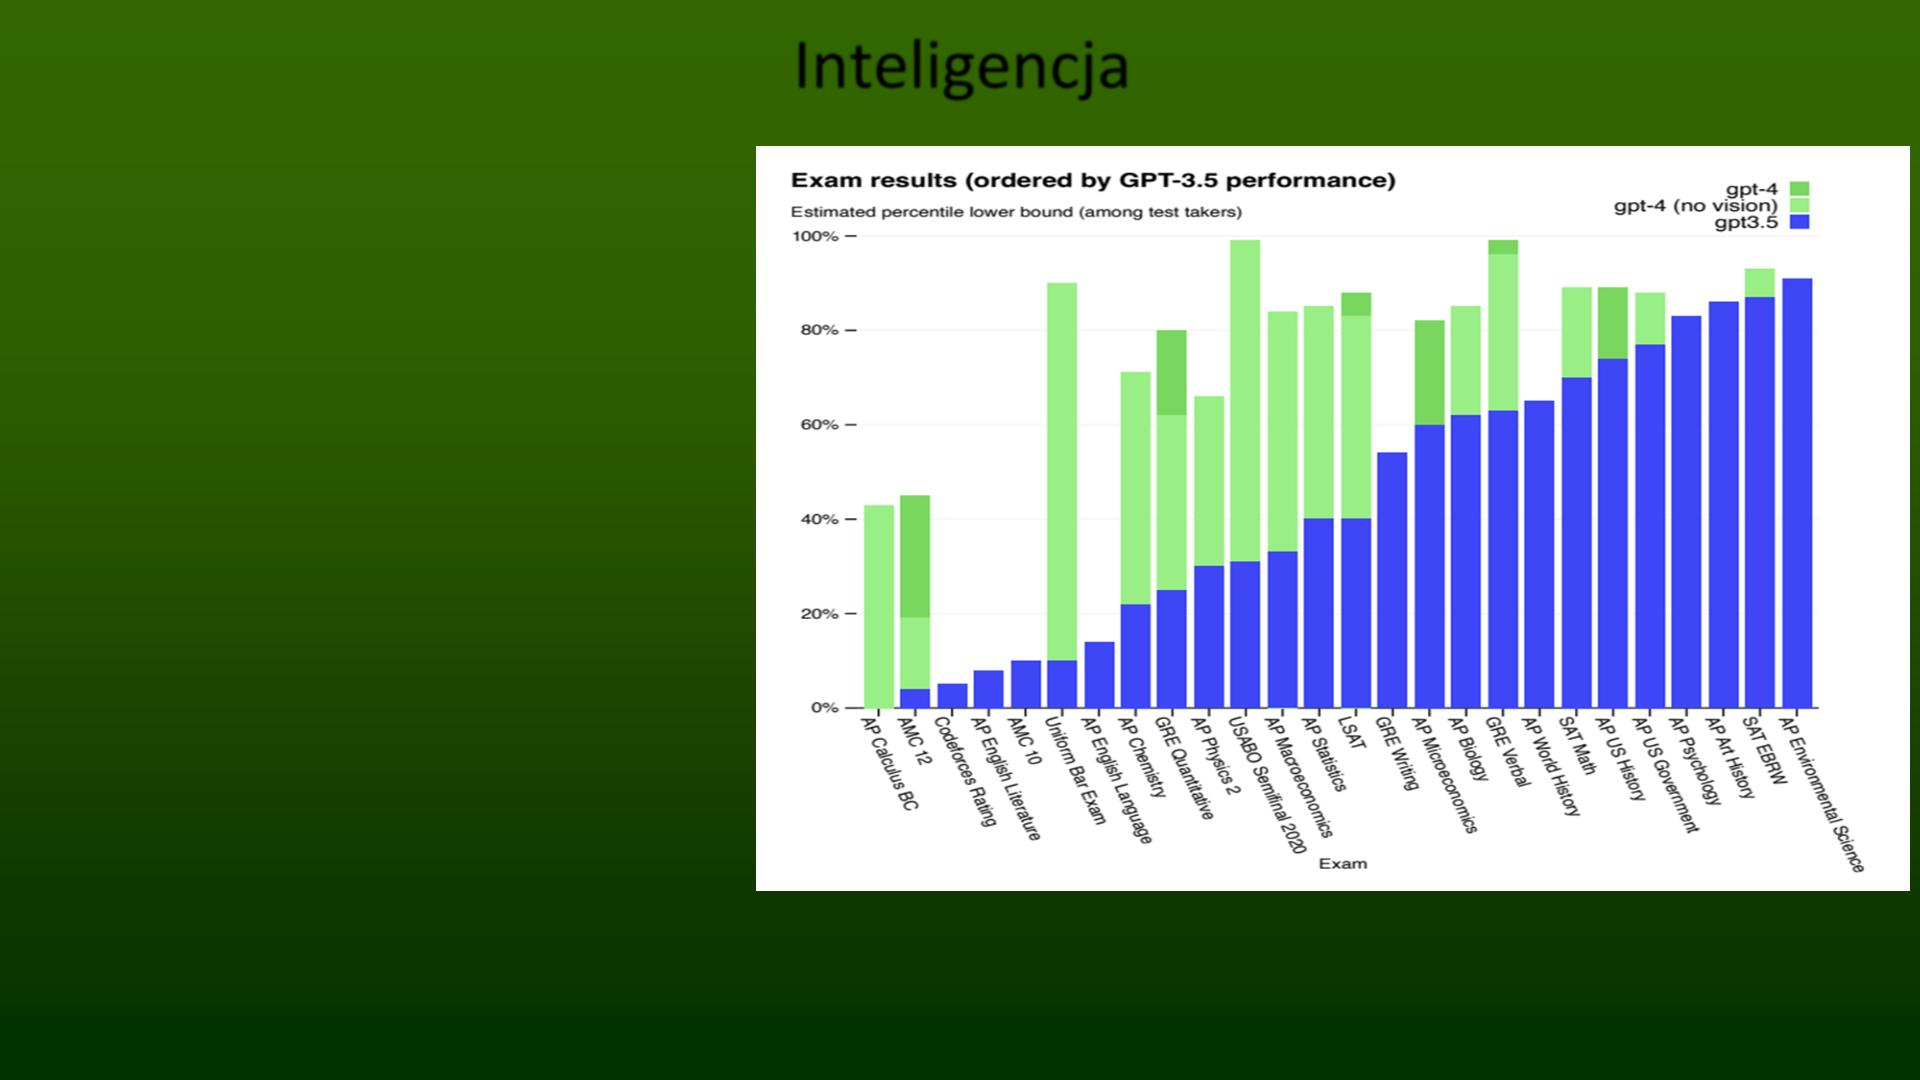 Inteligencja
Exam results (ordered by GPT-3.5 performance)
Estimated percentile lower bound (among test takers)
gpt-4
gpt-4 (no vision)
gpt3.5
100%
80%
60%
40%
20%
0%
AP Calculus BC
AMC 12
Codeforces Rating
AP English Literature
AMC 10
Uniform Bar Exam
AP English Language
AP Chemistry
GRE Quantitative
AP Physics 2
USABO Semifinal 2020
AP Macroeconomics
AP Statistics
LSAT
GRE Writing
AP Microeconomics
AP Biology
GRE Verbal
AP World History
SAT Math
AP US History
AP US Government
AP Psychology
AP Art History
SAT EBRW
AP Environmental Science
Exam